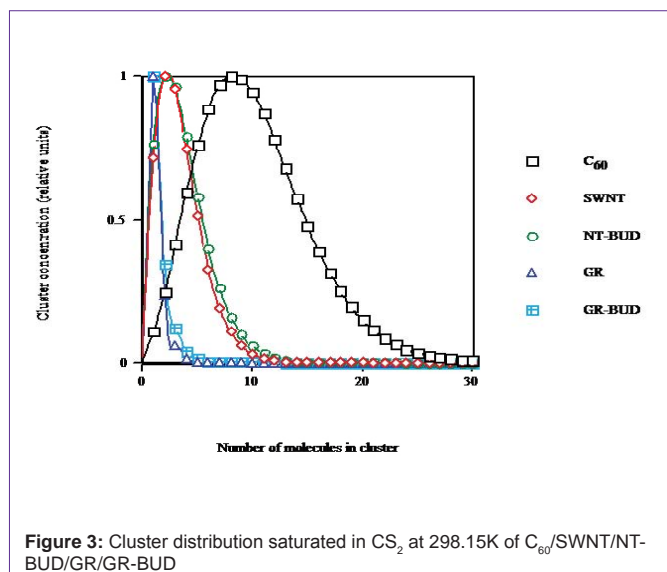 1
0.5
0
Cluster concenration (relative units)
0
10
20
30
Number of molecules in cluster
C₆₀
SWNT
NT-BUD
GR
GR-BUD
Figure 3: Cluster distribution saturated in CS₂ at 298.15K of C₆₀/SWNT/NT-
BUD/GR/GR-BUD